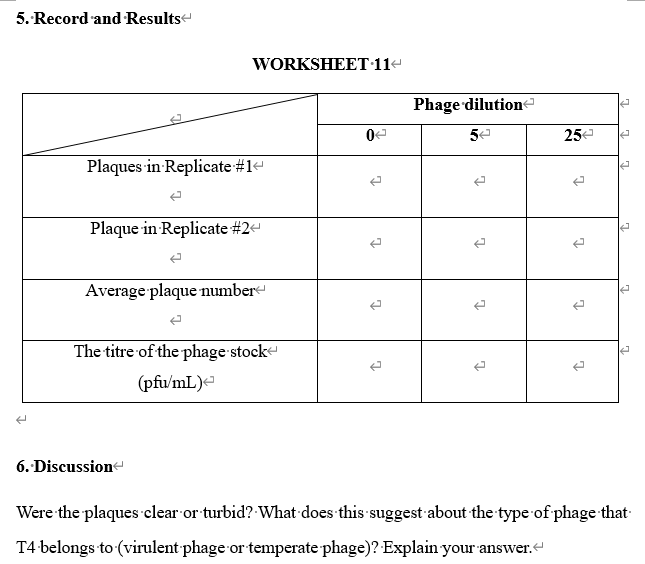 5. Record and Results
WORKSHEET 11
Phage dilution
0 5 25
Plaques in Replicate #1
Plaque in Replicate #2
Average plaque number
The titre of the phage stock
(pfu/mL)
6. Discussion
Were the plaques clear or turbid? What does this suggest about the type of phage that
T4 belongs to (virulent phage or temperate phage)? Explain your answer.